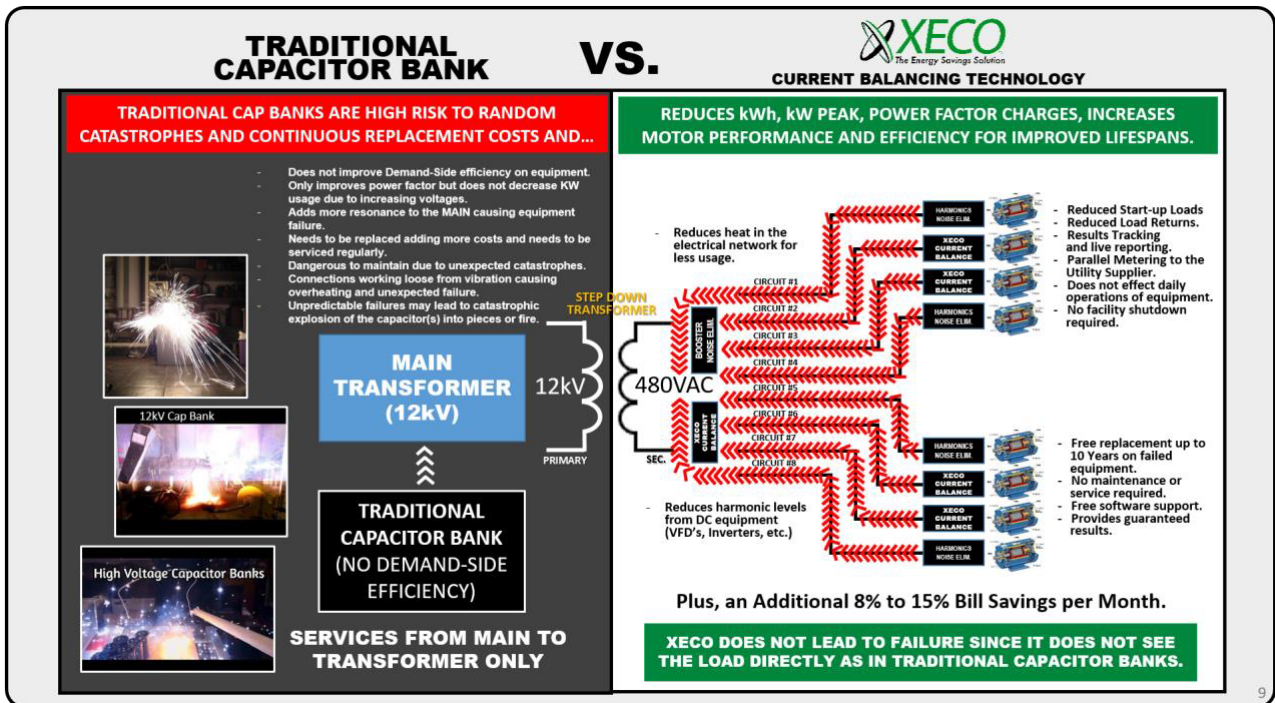 TRADITIONAL
CAPACITOR BANK
VS.
XECO
The Energy Savings Solution
CURRENT BALANCING TECHNOLOGY
TRADITIONAL CAP BANKS ARE HIGH RISK TO RANDOM
CATASTROPHES AND CONTINUOUS REPLACEMENT COSTS AND...
- Does not improve Demand-Side efficiency on equipment.
- Only improves power factor but does not decrease KW
usage due to increasing voltages.
- Adds more resonance to the MAIN causing equipment
failure.
- Needs to be replaced adding more costs and needs to be
serviced regularly.
- Dangerous to maintain due to unexpected catastrophes.
- Connections working loose from vibration causing
overheating and unexpected failure.
- Unpredictable failures may lead to catastrophic
explosion of the capacitor(s) into pieces or fire.
12kV Cap Bank
High Voltage Capacitor Banks
MAIN
TRANSFORMER
(12kV)
TRADITIONAL
CAPACITOR BANK
(NO DEMAND-SIDE
EFFICIENCY)
SERVICES FROM MAIN TO
TRANSFORMER ONLY
STEP DOWN
TRANSFORMER
12kV
PRIMARY
480VAC
SEC.
REDUCES kWh, kW PEAK, POWER FACTOR CHARGES, INCREASES
MOTOR PERFORMANCE AND EFFICIENCY FOR IMPROVED LIFESPANS.
- Reduces heat in the
electrical network for
less usage.
BOOSTER
NOISE ELIM.
XECO
CURRENT
BALANCE
CIRCUIT #1
CIRCUIT #2
CIRCUIT #3
CIRCUIT #4
CIRCUIT #5
CIRCUIT #6
CIRCUIT #7
CIRCUIT #8
HARMONICS
NOISE ELIM.
XECO
CURRENT
BALANCE
XECO
CURRENT
BALANCE
HARMONICS
NOISE ELIM.
- Reduced Start-up Loads
- Reduced Load Returns.
- Results Tracking
and live reporting.
- Parallel Metering to the
Utility Supplier.
- Does not effect daily
operations of equipment.
- No facility shutdown
required.
HARMONICS
NOISE ELIM.
XECO
CURRENT
BALANCE
XECO
CURRENT
BALANCE
HARMONICS
NOISE ELIM.
- Free replacement up to
10 Years on failed
equipment.
- No maintenance or
service required.
- Free software support.
- Provides guaranteed
results.
- Reduces harmonic levels
from DC equipment
(VFD's, Inverters, etc.)
Plus, an Additional 8% to 15% Bill Savings per Month.
XECO DOES NOT LEAD TO FAILURE SINCE IT DOES NOT SEE
THE LOAD DIRECTLY AS IN TRADITIONAL CAPACITOR BANKS.
9